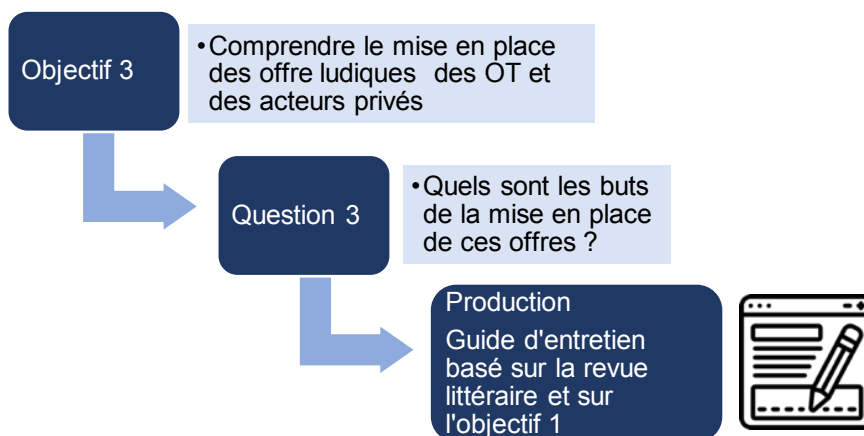 Objectif 3
•Comprendre le mise en place
des offre ludiques des OT et
des acteurs privés
Question 3
•Quels sont les buts
de la mise en place
de ces offres ?
Production
Guide d'entretien
basé sur la revue
littéraire et sur
l'objectif 1